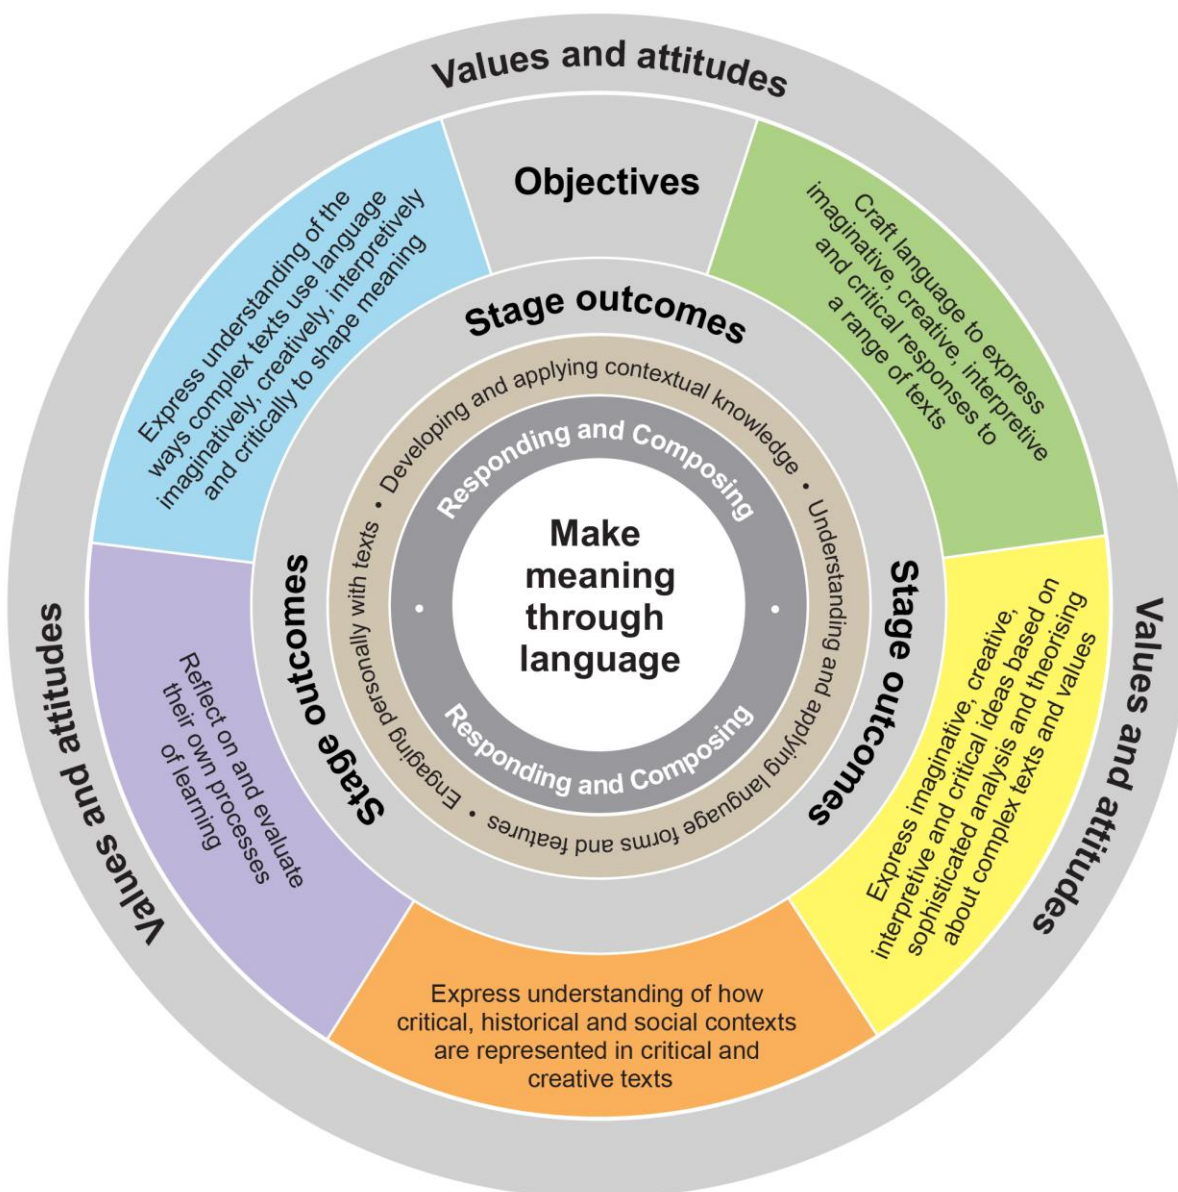 Values and attitudes
Objectives
Craft language to express
imaginative, creative, interpretive
and critical responses to
a range of texts
Express imaginative, creative,
interpretive and critical ideas based on
sophisticated analysis and theorising
about complex texts and values
Express understanding of how
critical, historical and social contexts
are represented in critical and
creative texts
Reflect on and evaluate
their own processes
of learning
Express understanding of the
ways complex texts use language
imaginatively, creatively, interpretively
and critically to shape meaning
Values and attitudes
Values and attitudes
Stage outcomes
Stage outcomes
Stage outcomes
Engaging personally with texts • Developing and applying contextual knowledge • Understanding and applying language forms and features •
Responding and Composing
•
Responding and Composing
•
Make
meaning
through
language